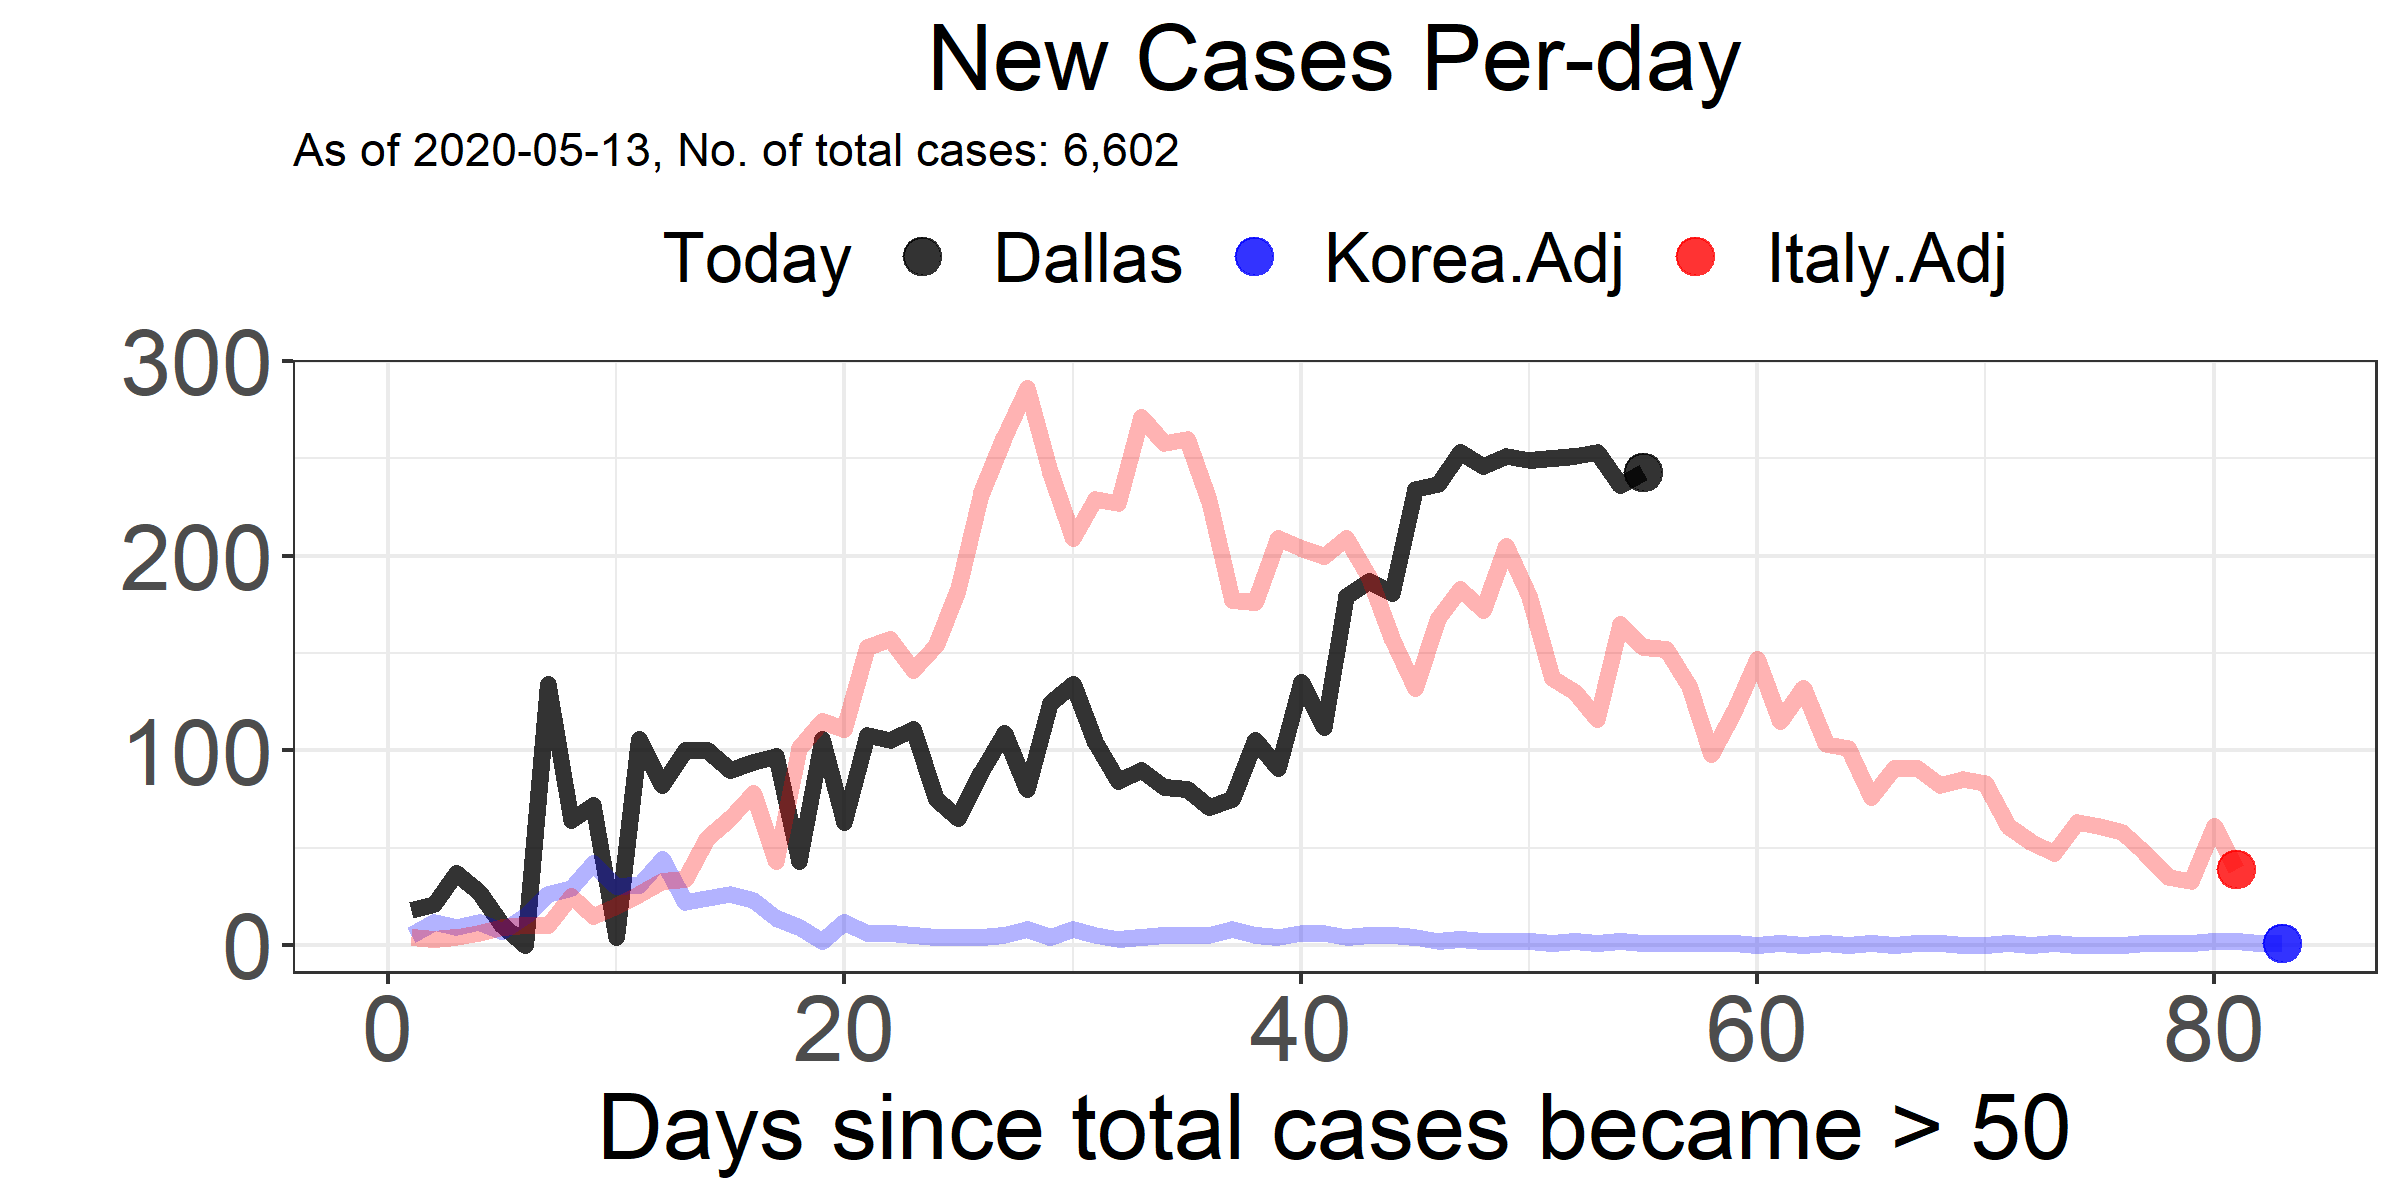 New Cases Per-day
As of 2020-05-13, No. of total cases: 6,602
Today Dallas Korea.Adj Italy.Adj
300
200
100
0
0 20 40 60 80
Days since total cases became > 50